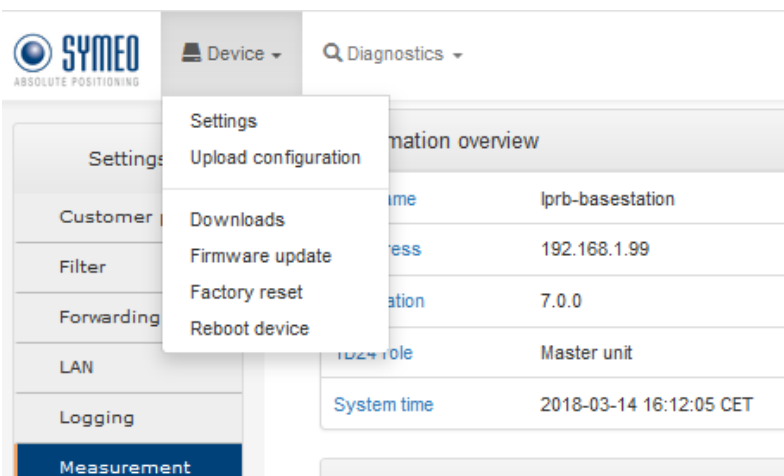 SYMEO
ABSOLUTE POSITIONING
Device
Diagnostics
Settings
Upload configuration
Downloads
Firmware update
Factory reset
Reboot device
Settings
Customer
Filter
Forwarding
LAN
Logging
Measurement
mation overview
ame lprb-basestation
ress 192.168.1.99
ation 7.0.0
1D24 role Master unit
System time 2018-03-14 16:12:05 CET